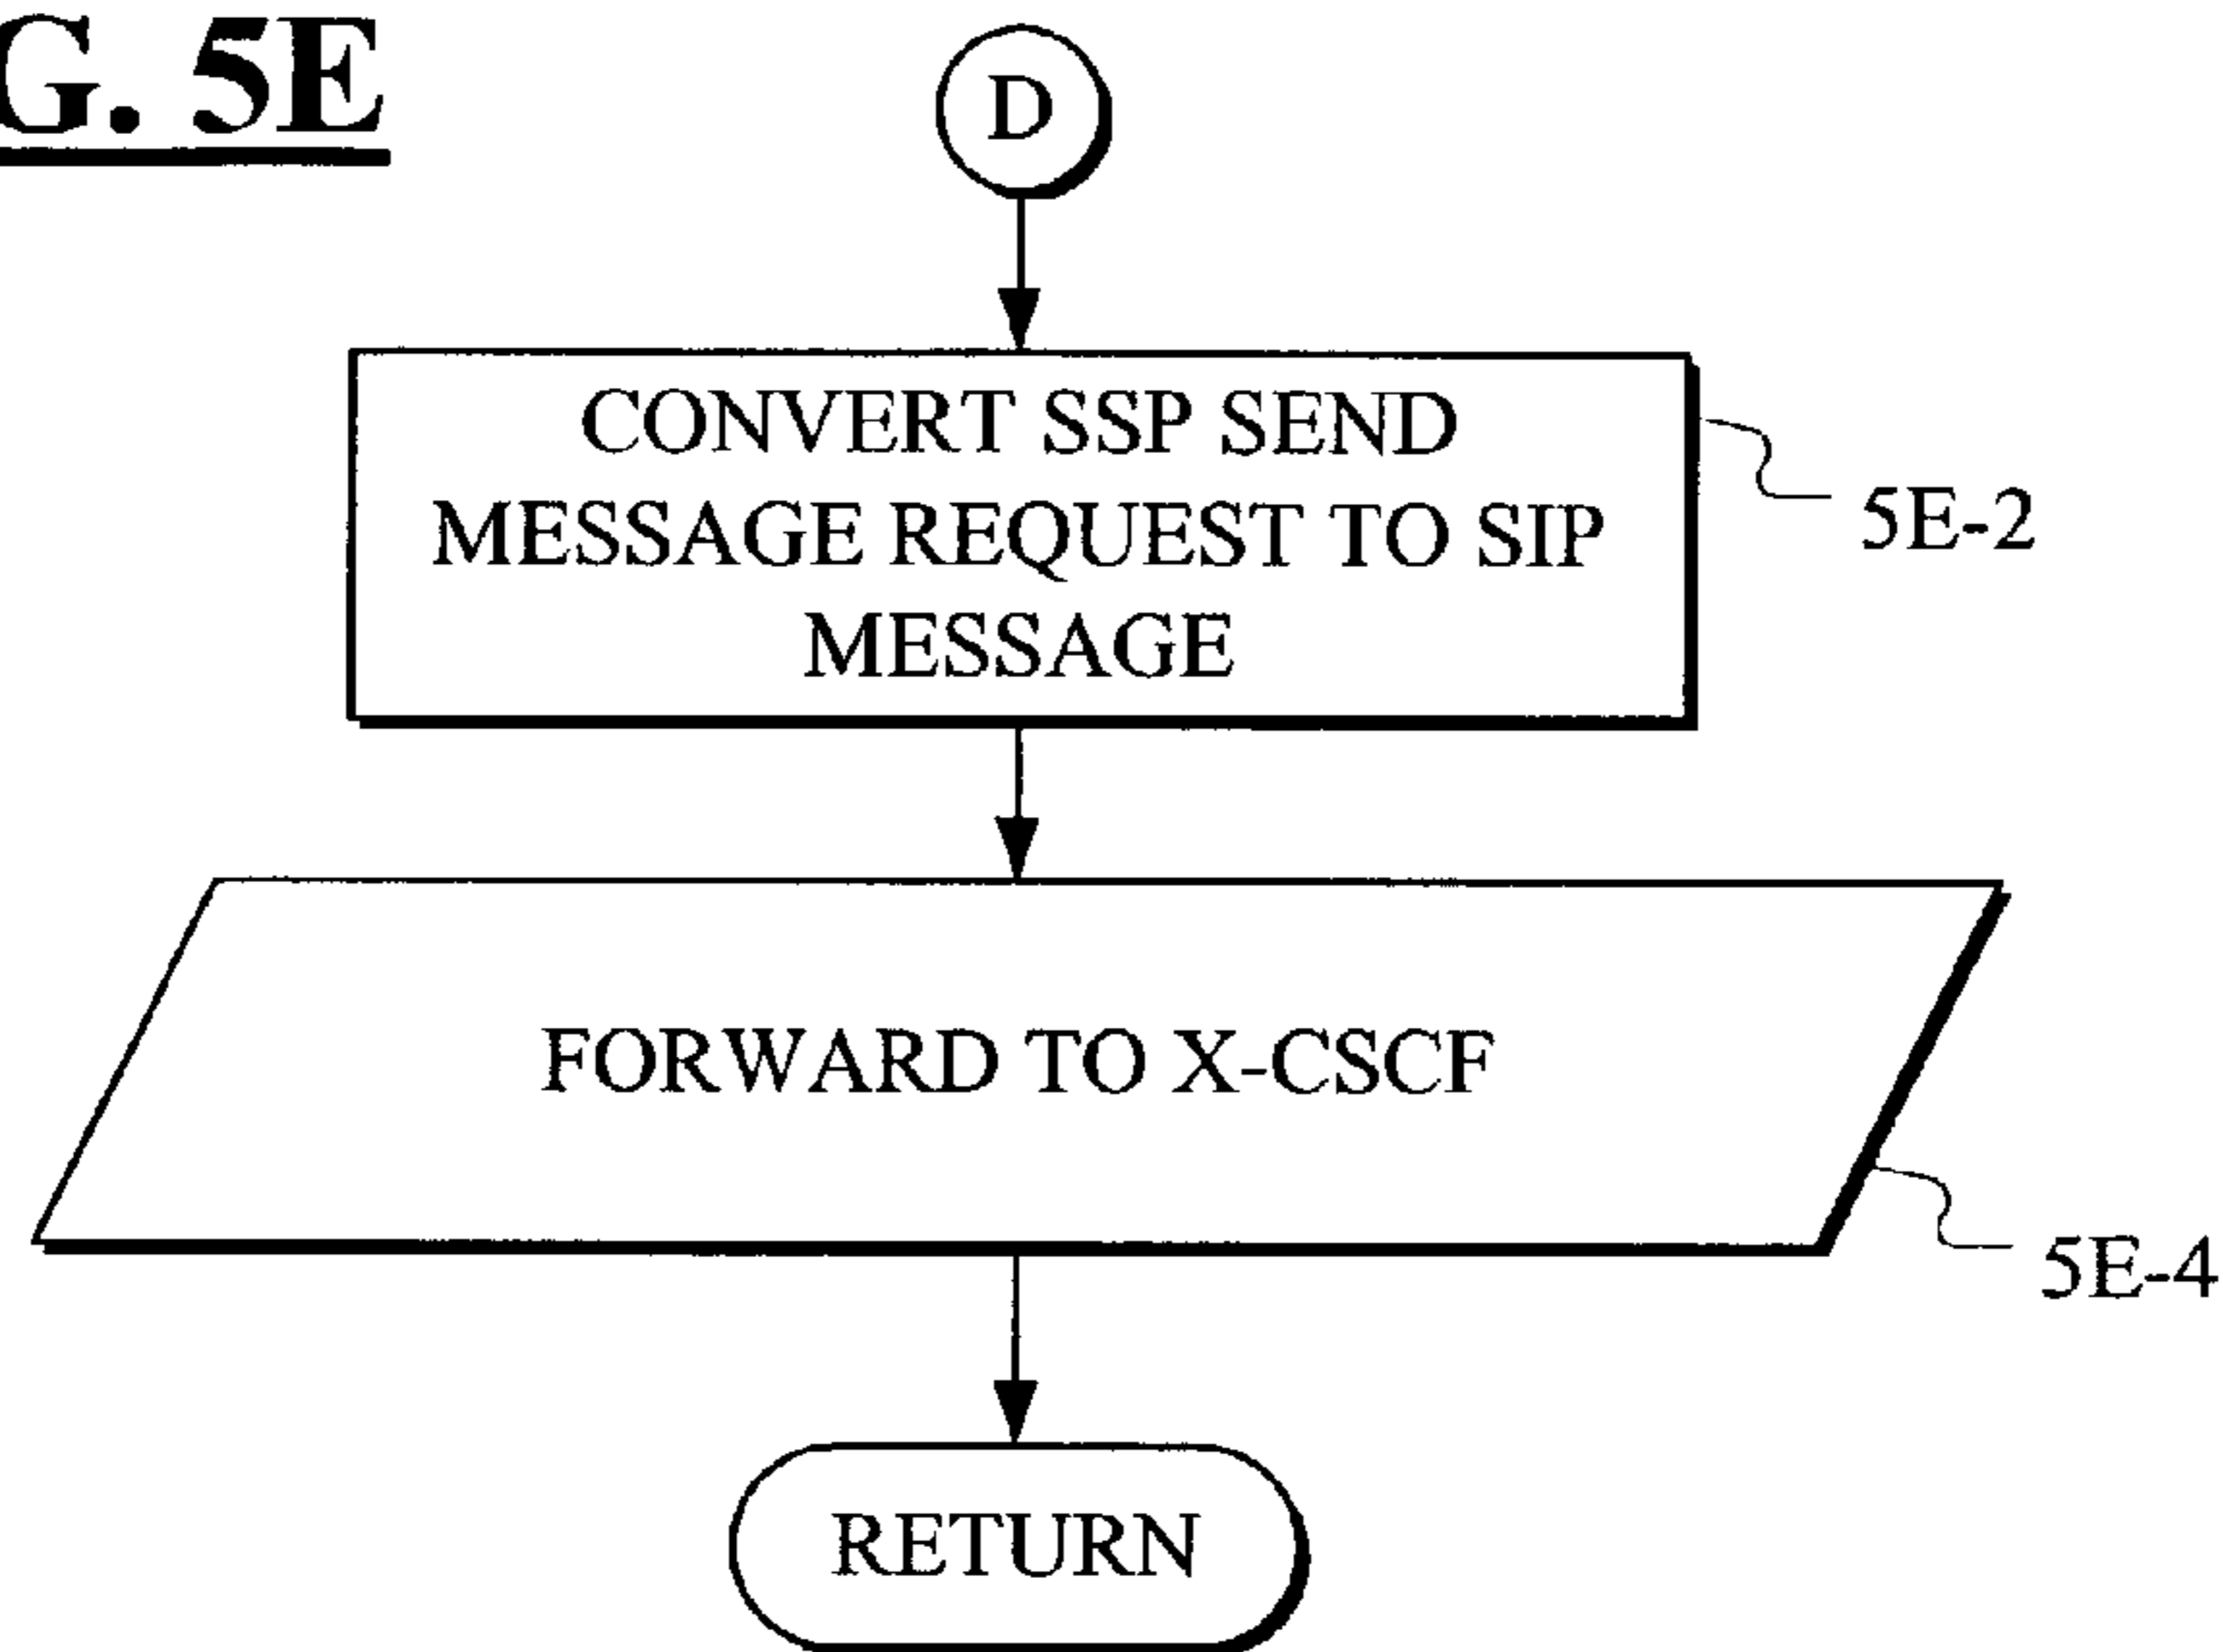 G. 5E
D
CONVERT SSP SEND
MESSAGE REQUEST TO SIP
MESSAGE
5E-2
FORWARD TO X-CSCF
5E-4
RETURN